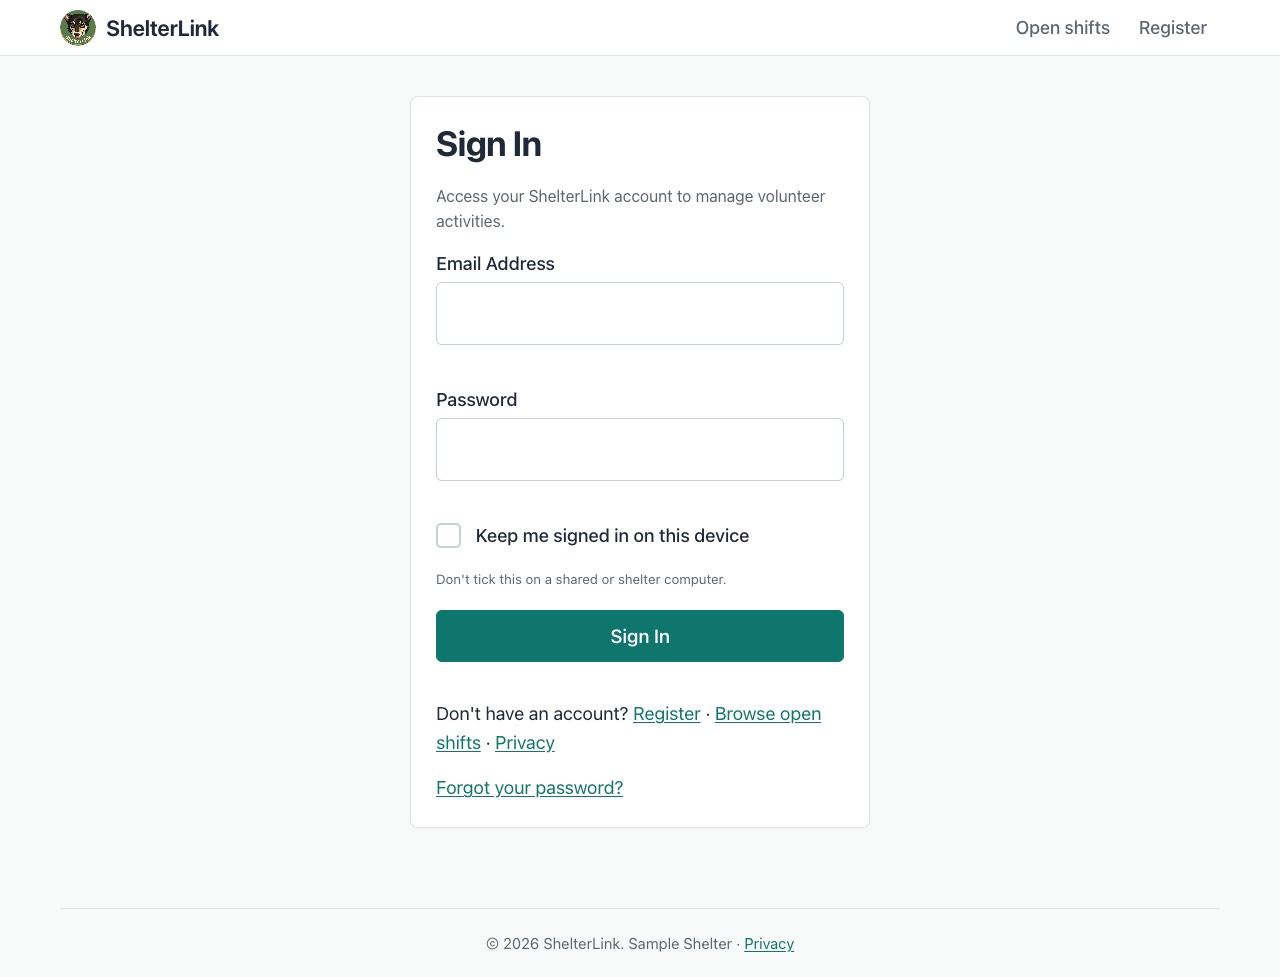 ShelterLink
Open shifts
Register
Sign In
Access your ShelterLink account to manage volunteer
activities.
Email Address
Password
Keep me signed in on this device
Don't tick this on a shared or shelter computer.
Sign In
Don't have an account? Register · Browse open
shifts · Privacy
Forgot your password?
© 2026 ShelterLink. Sample Shelter · Privacy